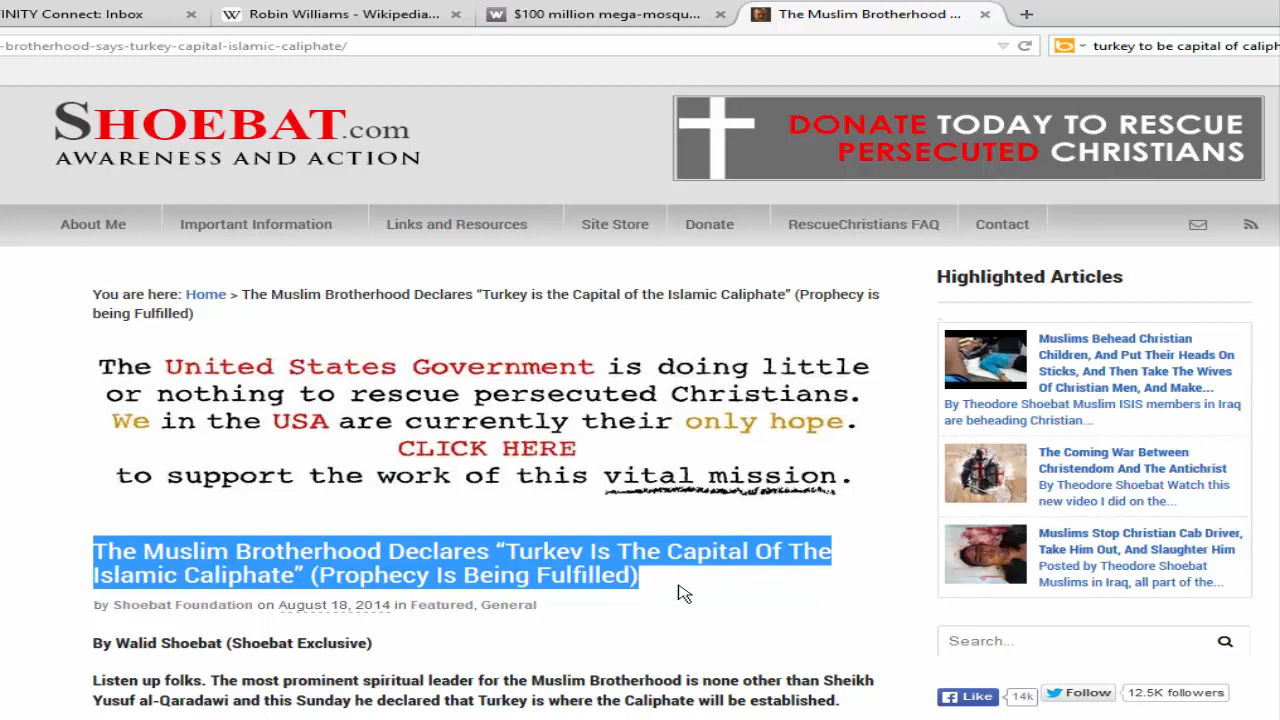 INITY Connect: Inbox
Robin Williams - Wikipedia...
$100 million mega-mosqu...
The Muslim Brotherhood ...
-brotherhood-says-turkey-capital-islamic-caliphate/
turkey to be capital of caliph
SHOEBAT.com
AWARENESS AND ACTION
DONATE TODAY TO RESCUE
PERSECUTED CHRISTIANS
About Me
Important Information
Links and Resources
Site Store
Donate
RescueChristians FAQ
Contact
You are here: Home > The Muslim Brotherhood Declares “Turkey is the Capital of the Islamic Caliphate” (Prophecy is
being Fulfilled)
The United States Government is doing little
or nothing to rescue persecuted Christians.
We in the USA are currently their only hope.
CLICK HERE
to support the work of this vital mission.
The Muslim Brotherhood Declares “Turkey Is The Capital Of The
Islamic Caliphate” (Prophecy Is Being Fulfilled)
by Shoebat Foundation on August 18, 2014 in Featured, General
By Walid Shoebat (Shoebat Exclusive)
Listen up folks. The most prominent spiritual leader for the Muslim Brotherhood is none other than Sheikh
Yusuf al-Qaradawi and this Sunday he declared that Turkey is where the Caliphate will be established.
Highlighted Articles
Muslims Behead Christian
Children, And Put Their Heads On
Sticks, And Then Take The Wives
Of Christian Men, And Make...
By Theodore Shoebat Muslim ISIS members in Iraq
are beheading Christian...
The Coming War Between
Christendom And The Antichrist
By Theodore Shoebat Watch this
new video I did on the...
Muslims Stop Christian Cab Driver,
Take Him Out, And Slaughter Him
Posted by Theodore Shoebat
Muslims in Iraq, all part of the...
Search...
Like
14k
Follow
12.5K followers